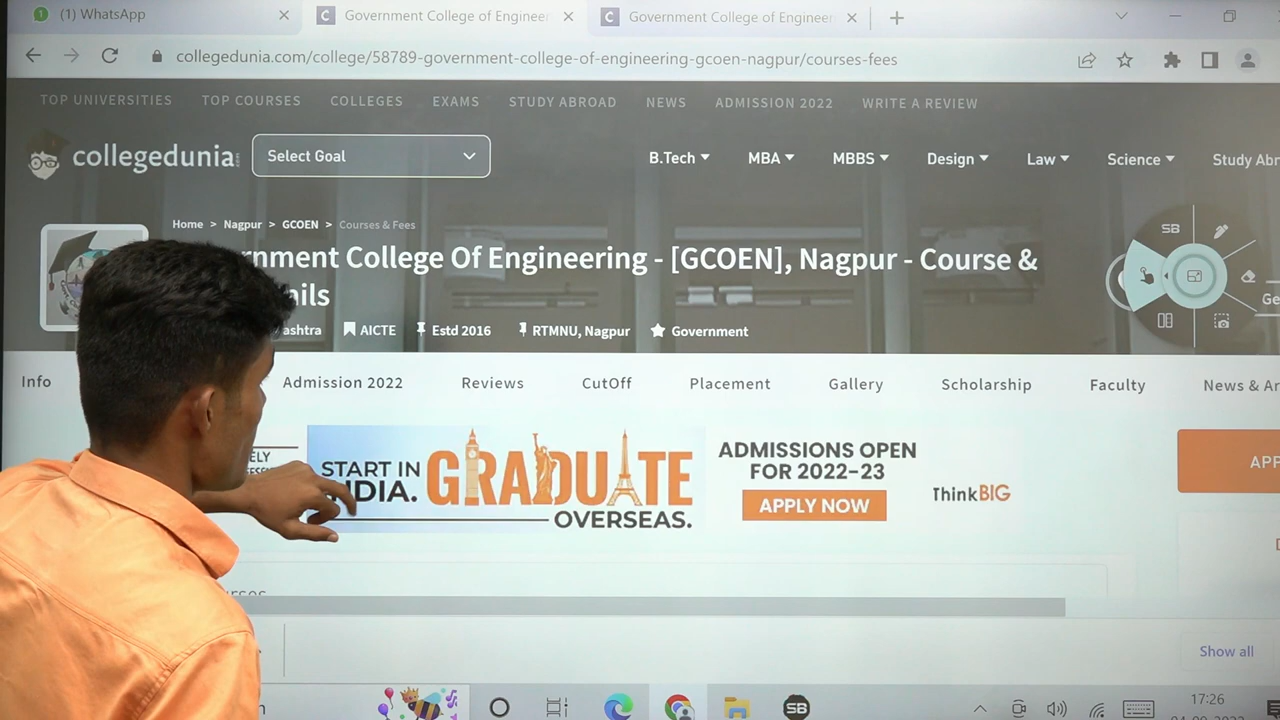 (1) WhatsApp
Government College of Engineer
Government College of Engineer
collegedunia.com/college/58789-government-college-of-engineering-gcoen-nagpur/courses-fees
TOP UNIVERSITIES TOP COURSES COLLEGES EXAMS STUDY ABROAD NEWS ADMISSION 2022 WRITE A REVIEW
collegedunia
.com
Select Goal
B.Tech MBA MBBS Design Law Science Study Abr
SB
Home > Nagpur > GCOEN > Courses & Fees
rnment College Of Engineering - [GCOEN], Nagpur - Course &
ils
Ge
ashtra AICTE Estd 2016 RTMNU, Nagpur Government
Info Admission 2022 Reviews CutOff Placement Gallery Scholarship Faculty News & Ar
ELY
START IN
INDIA.
GRADUATE
OVERSEAS.
ADMISSIONS OPEN
FOR 2022-23
APPLY NOW
ThinkBIG
APP
Show all
SB
17:26